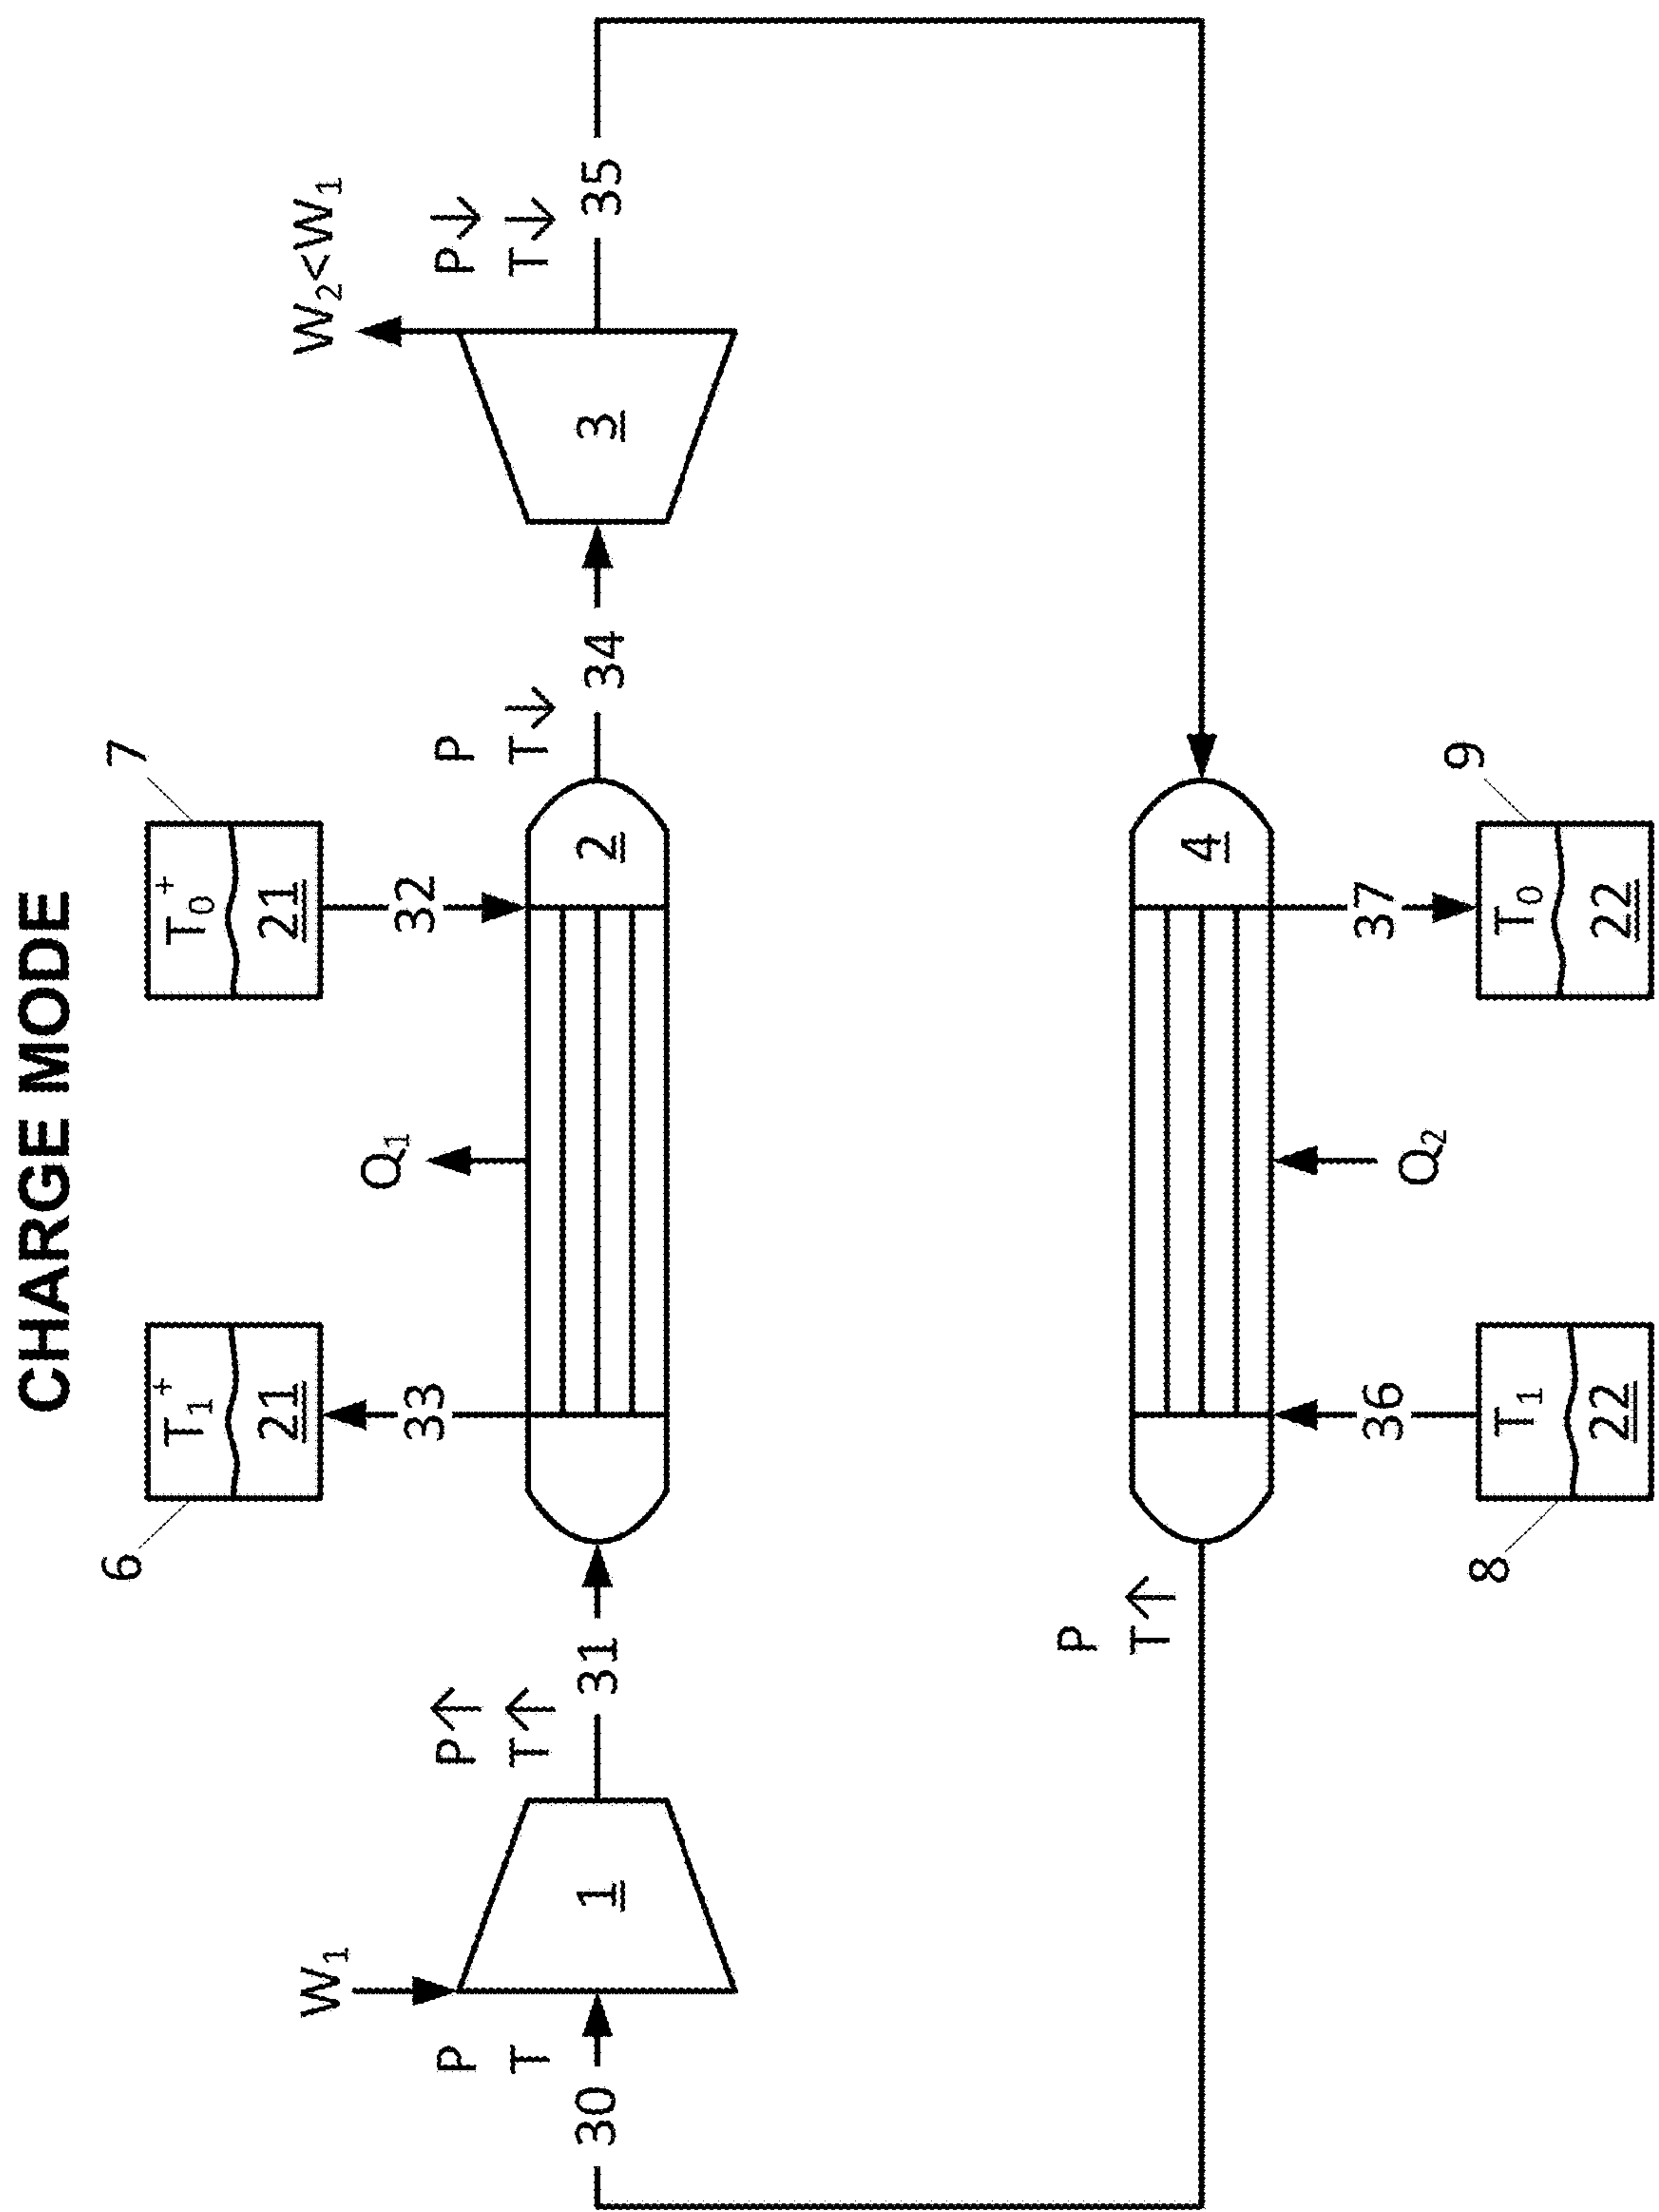 CHARGE MODE
6
7
T₁⁺
T₀⁺
21
21
W₁
W₂<W₁
Q₁
33
32
P
P↑
P
P↓
T
T↑
T↓
T↓
30
1
31
2
34
3
35
P
T↑
4
36
37
Q₂
8
9
T₁
T₀
22
22